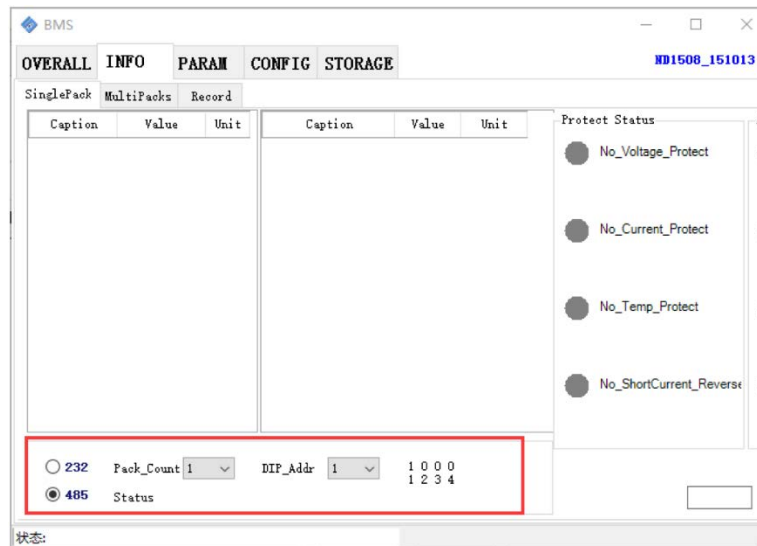 BMS
OVERALL INFO PARAM CONFIG STORAGE ND1508_151013
SinglePack MultiPacks Record
Caption Value Unit Caption Value Unit Protect Status
No_Voltage_Protect
No_Current_Protect
No_Temp_Protect
No_ShortCurrent_Reverse
232 Pack_Count 1 DIP_Addr 1 1 0 0 0
1 2 3 4
485 Status
状态: